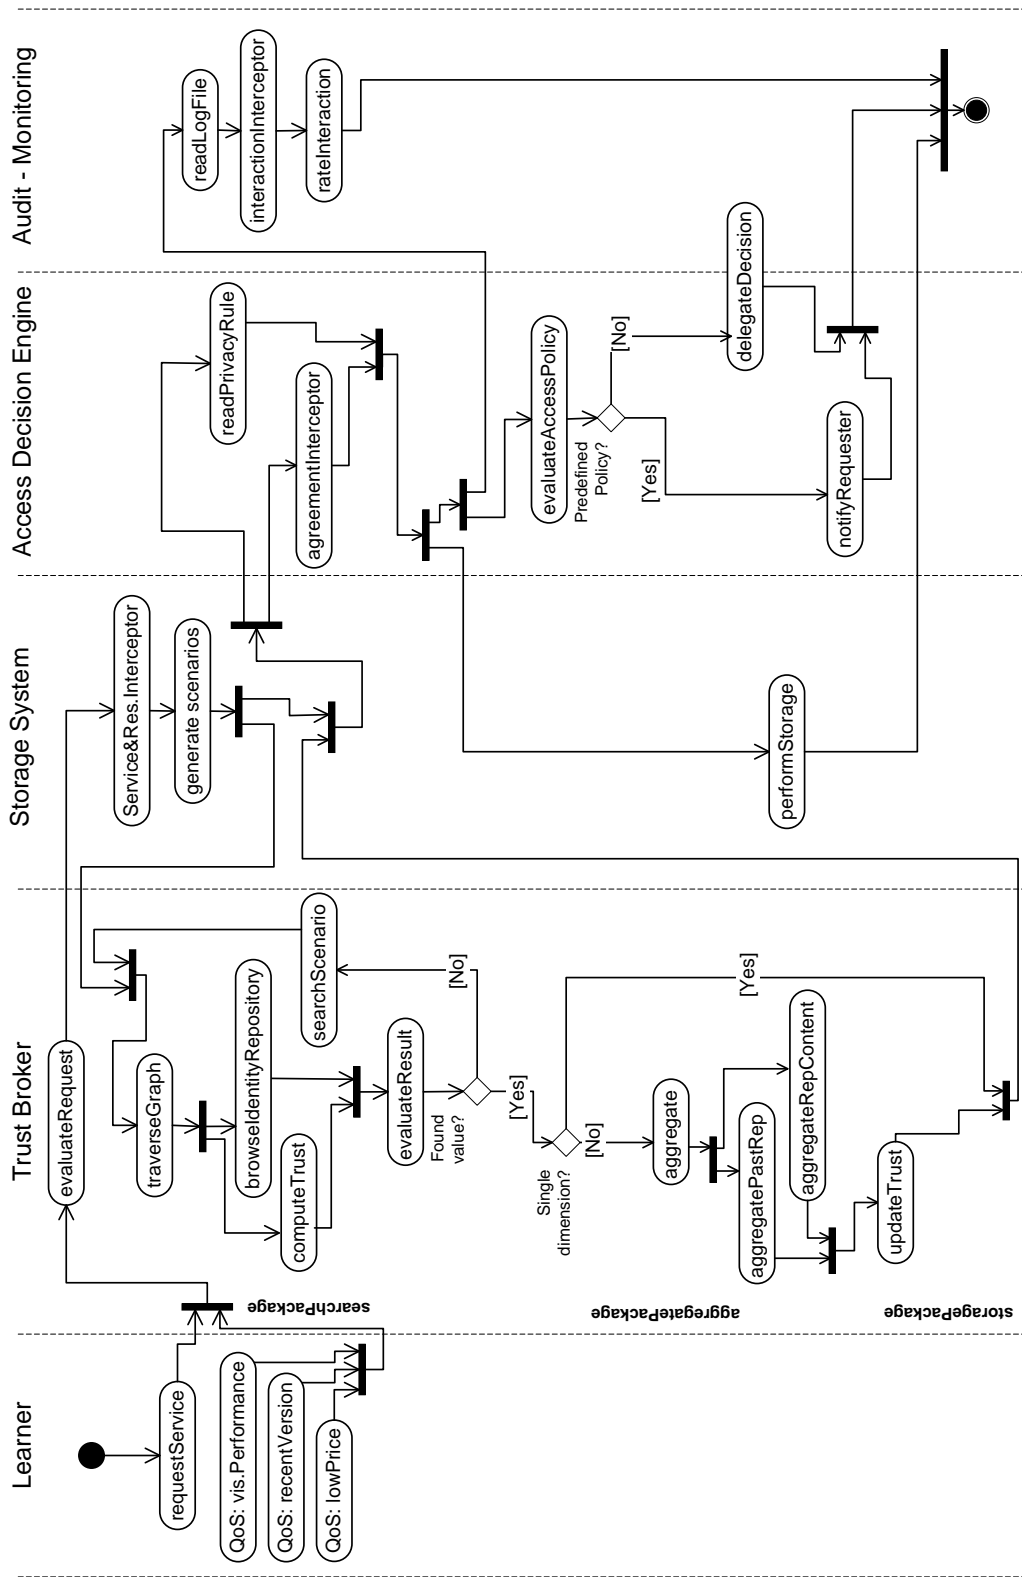 Learner
Trust Broker
Storage System
Access Decision Engine
Audit - Monitoring
requestService
QoS: vis.Performance
QoS: recentVersion
QoS: lowPrice
searchPackage
aggregatePackage
storagePackage
evaluateRequest
traverseGraph
browseIdentityRepository
computeTrust
searchScenario
evaluateResult
Found
value?
[No]
[Yes]
Single
dimension?
[No]
[Yes]
aggregate
aggregatePastRep
aggregateRepContent
updateTrust
Service&Res.Interceptor
generate scenarios
performStorage
readPrivacyRule
agreementInterceptor
evaluateAccessPolicy
Predefined
Policy?
[No]
[Yes]
delegateDecision
notifyRequester
readLogFile
interactionInterceptor
rateInteraction